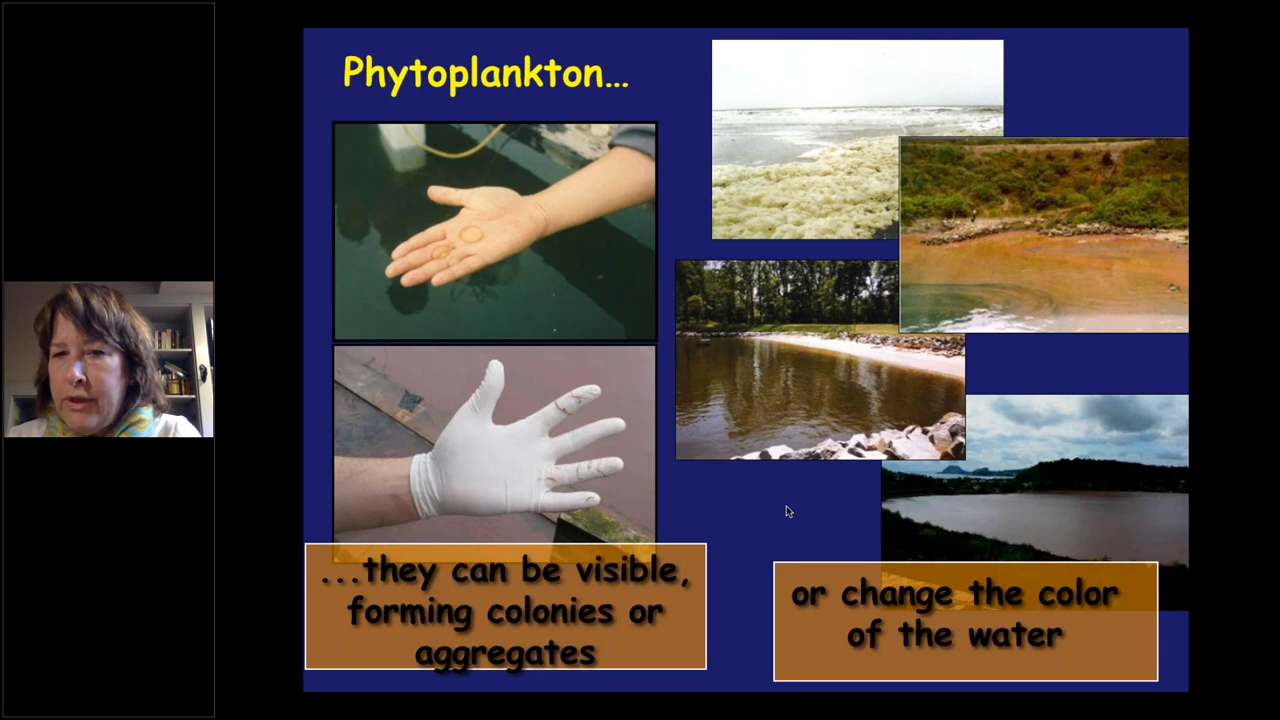 Phytoplankton...
...they can be visible,
forming colonies or
aggregates
or change the color
of the water